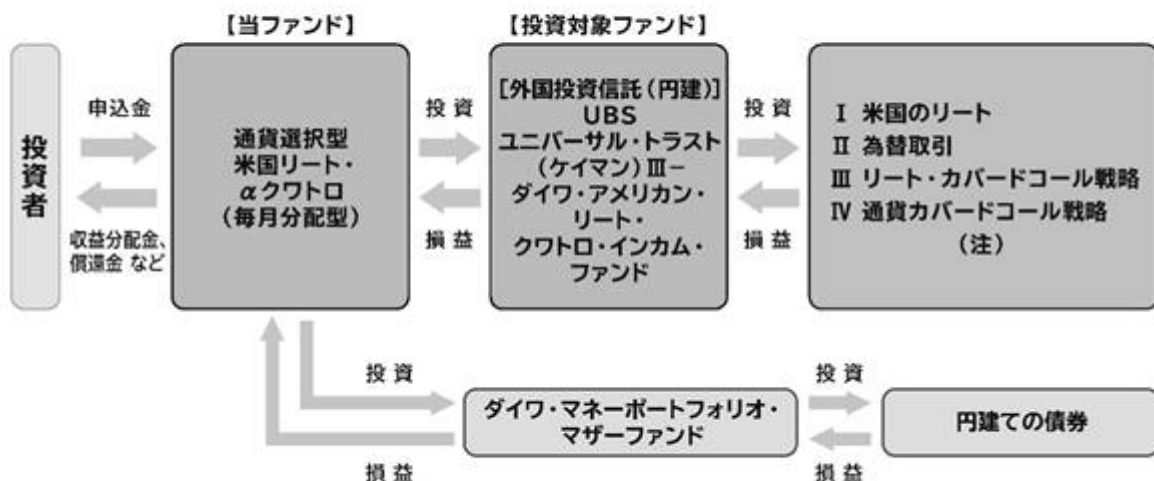 【当ファンド】
【投資対象ファンド】
投資者
申込金
収益分配金、
償還金 など
通貨選択型
米国リート・
αクワトロ
(毎月分配型)
投 資
損 益
[外国投資信託(円建)]
UBS
ユニバーサル・トラスト
(ケイマン)Ⅲ−
ダイワ・アメリカン・
リート・
クワトロ・インカム・
ファンド
投 資
損 益
Ⅰ 米国のリート
Ⅱ 為替取引
Ⅲ リート・カバードコール戦略
Ⅳ 通貨カバードコール戦略
(注)
投 資
損 益
ダイワ・マネーポートフォリオ・
マザーファンド
投 資
損 益
円建ての債券